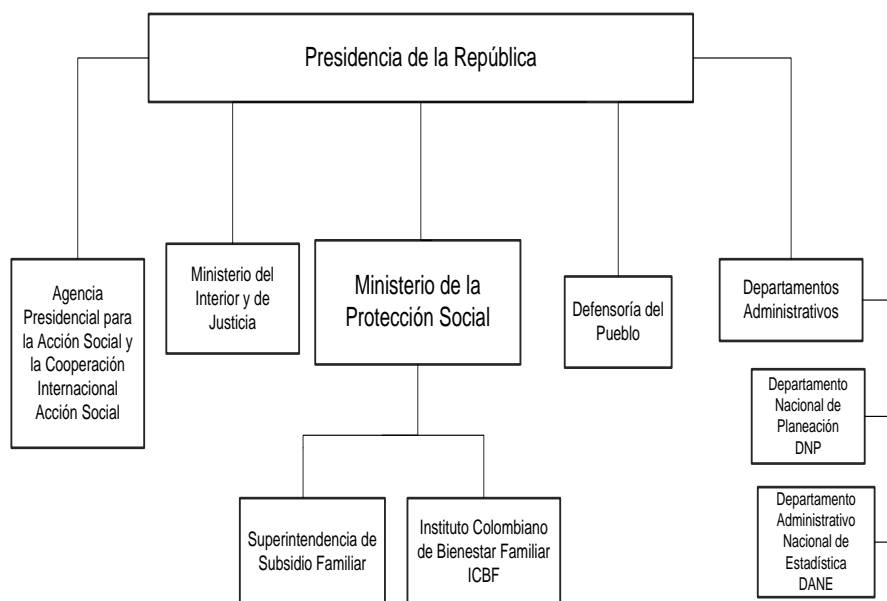 Presidencia de la República
Agencia
Presidencial para
la Acción Social y
la Cooperación
Internacional
Acción Social
Ministerio del
Interior y de
Justicia
Ministerio de la
Protección Social
Defensoría del
Pueblo
Departamentos
Administrativos
Departamento
Nacional de
Planeación
DNP
Superintendencia de
Subsidio Familiar
Instituto Colombiano
de Bienestar Familiar
ICBF
Departamento
Administrativo
Nacional de
Estadística
DANE